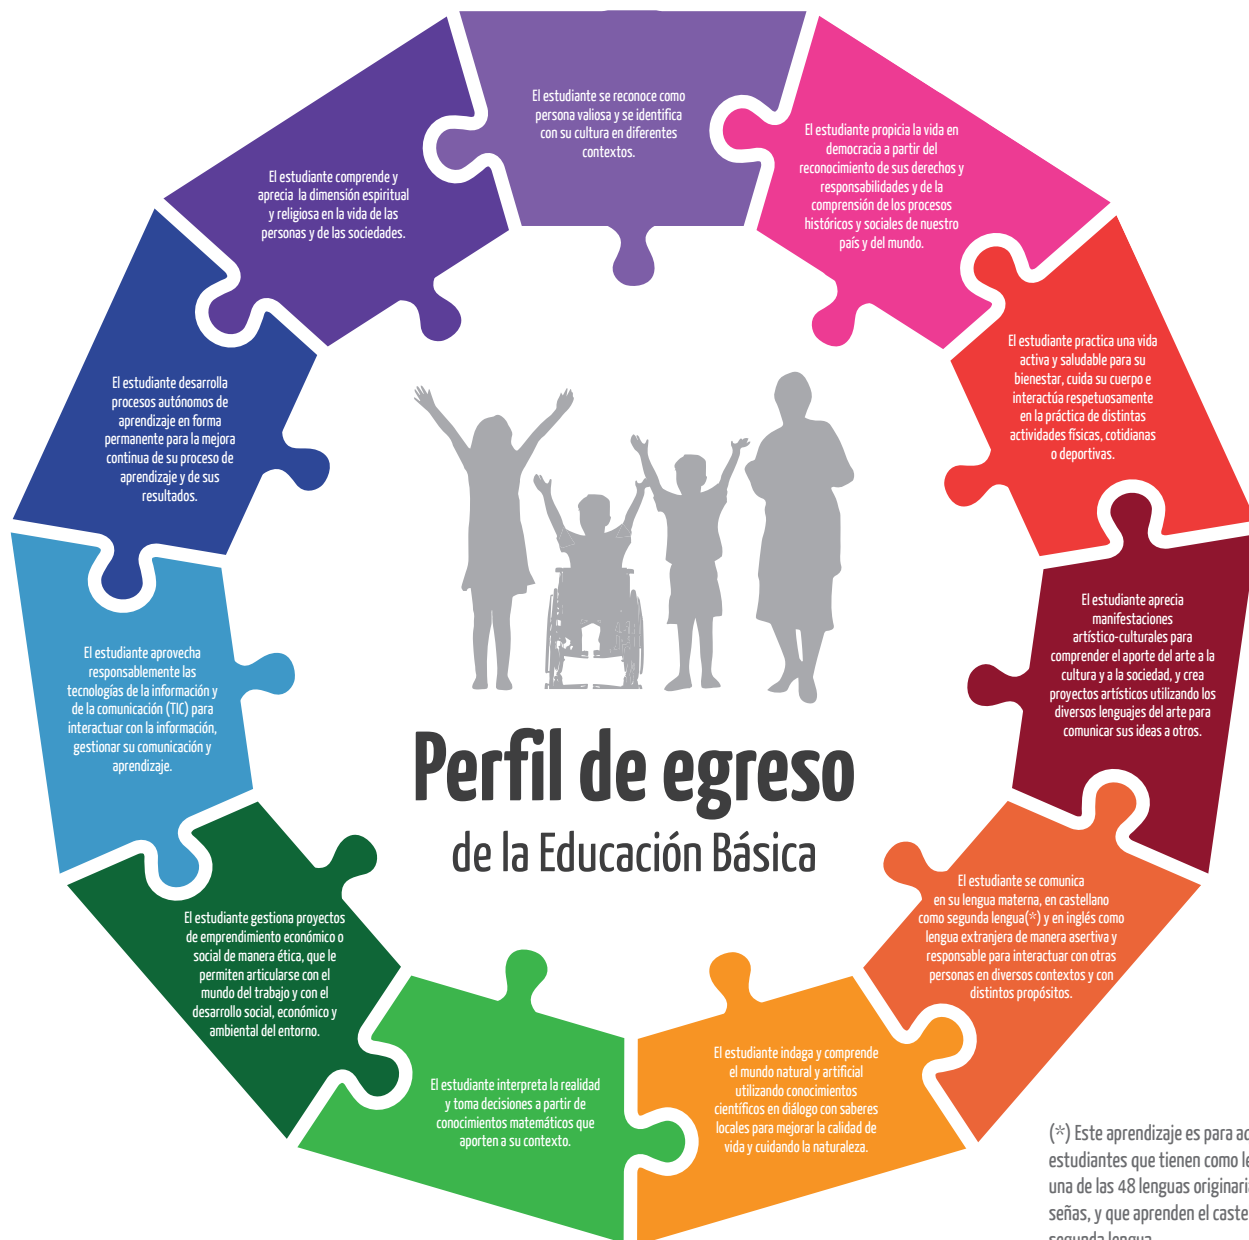 El estudiante se reconoce como
persona valiosa y se identifica
con su cultura en diferentes
contextos.
El estudiante propicia la vida en
democracia a partir del
reconocimiento de sus derechos y
responsabilidades y de la
comprensión de los procesos
históricos y sociales de nuestro
país y del mundo.
El estudiante practica una vida
activa y saludable para su
bienestar, cuida su cuerpo e
interactúa respetuosamente
en la práctica de distintas
actividades físicas, cotidianas
o deportivas.
El estudiante aprecia
manifestaciones
artístico-culturales para
comprender el aporte del arte a la
cultura y a la sociedad, y crea
proyectos artísticos utilizando los
diversos lenguajes del arte para
comunicar sus ideas a otros.
El estudiante se comunica
en su lengua materna, en castellano
como segunda lengua(*) y en inglés como
lengua extranjera de manera asertiva y
responsable para interactuar con otras
personas en diversos contextos y con
distintos propósitos.
El estudiante indaga y comprende
el mundo natural y artificial
utilizando conocimientos
científicos en diálogo con saberes
locales para mejorar la calidad de
vida y cuidando la naturaleza.
El estudiante interpreta la realidad
y toma decisiones a partir de
conocimientos matemáticos que
aporten a su contexto.
El estudiante gestiona proyectos
de emprendimiento económico o
social de manera ética, que le
permiten articularse con el
mundo del trabajo y con el
desarrollo social, económico y
ambiental del entorno.
El estudiante aprovecha
responsablemente las
tecnologías de la información y
de la comunicación (TIC) para
interactuar con la información,
gestionar su comunicación y
aprendizaje.
El estudiante desarrolla
procesos autónomos de
aprendizaje en forma
permanente para la mejora
continua de su proceso de
aprendizaje y de sus
resultados.
El estudiante comprende y
aprecia la dimensión espiritual
y religiosa en la vida de las
personas y de las sociedades.
Perfil de egreso
de la Educación Básica
(*) Este aprendizaje es para
estudiantes que tienen como
una de las 48 lenguas
señas, y que aprenden el
segunda lengua